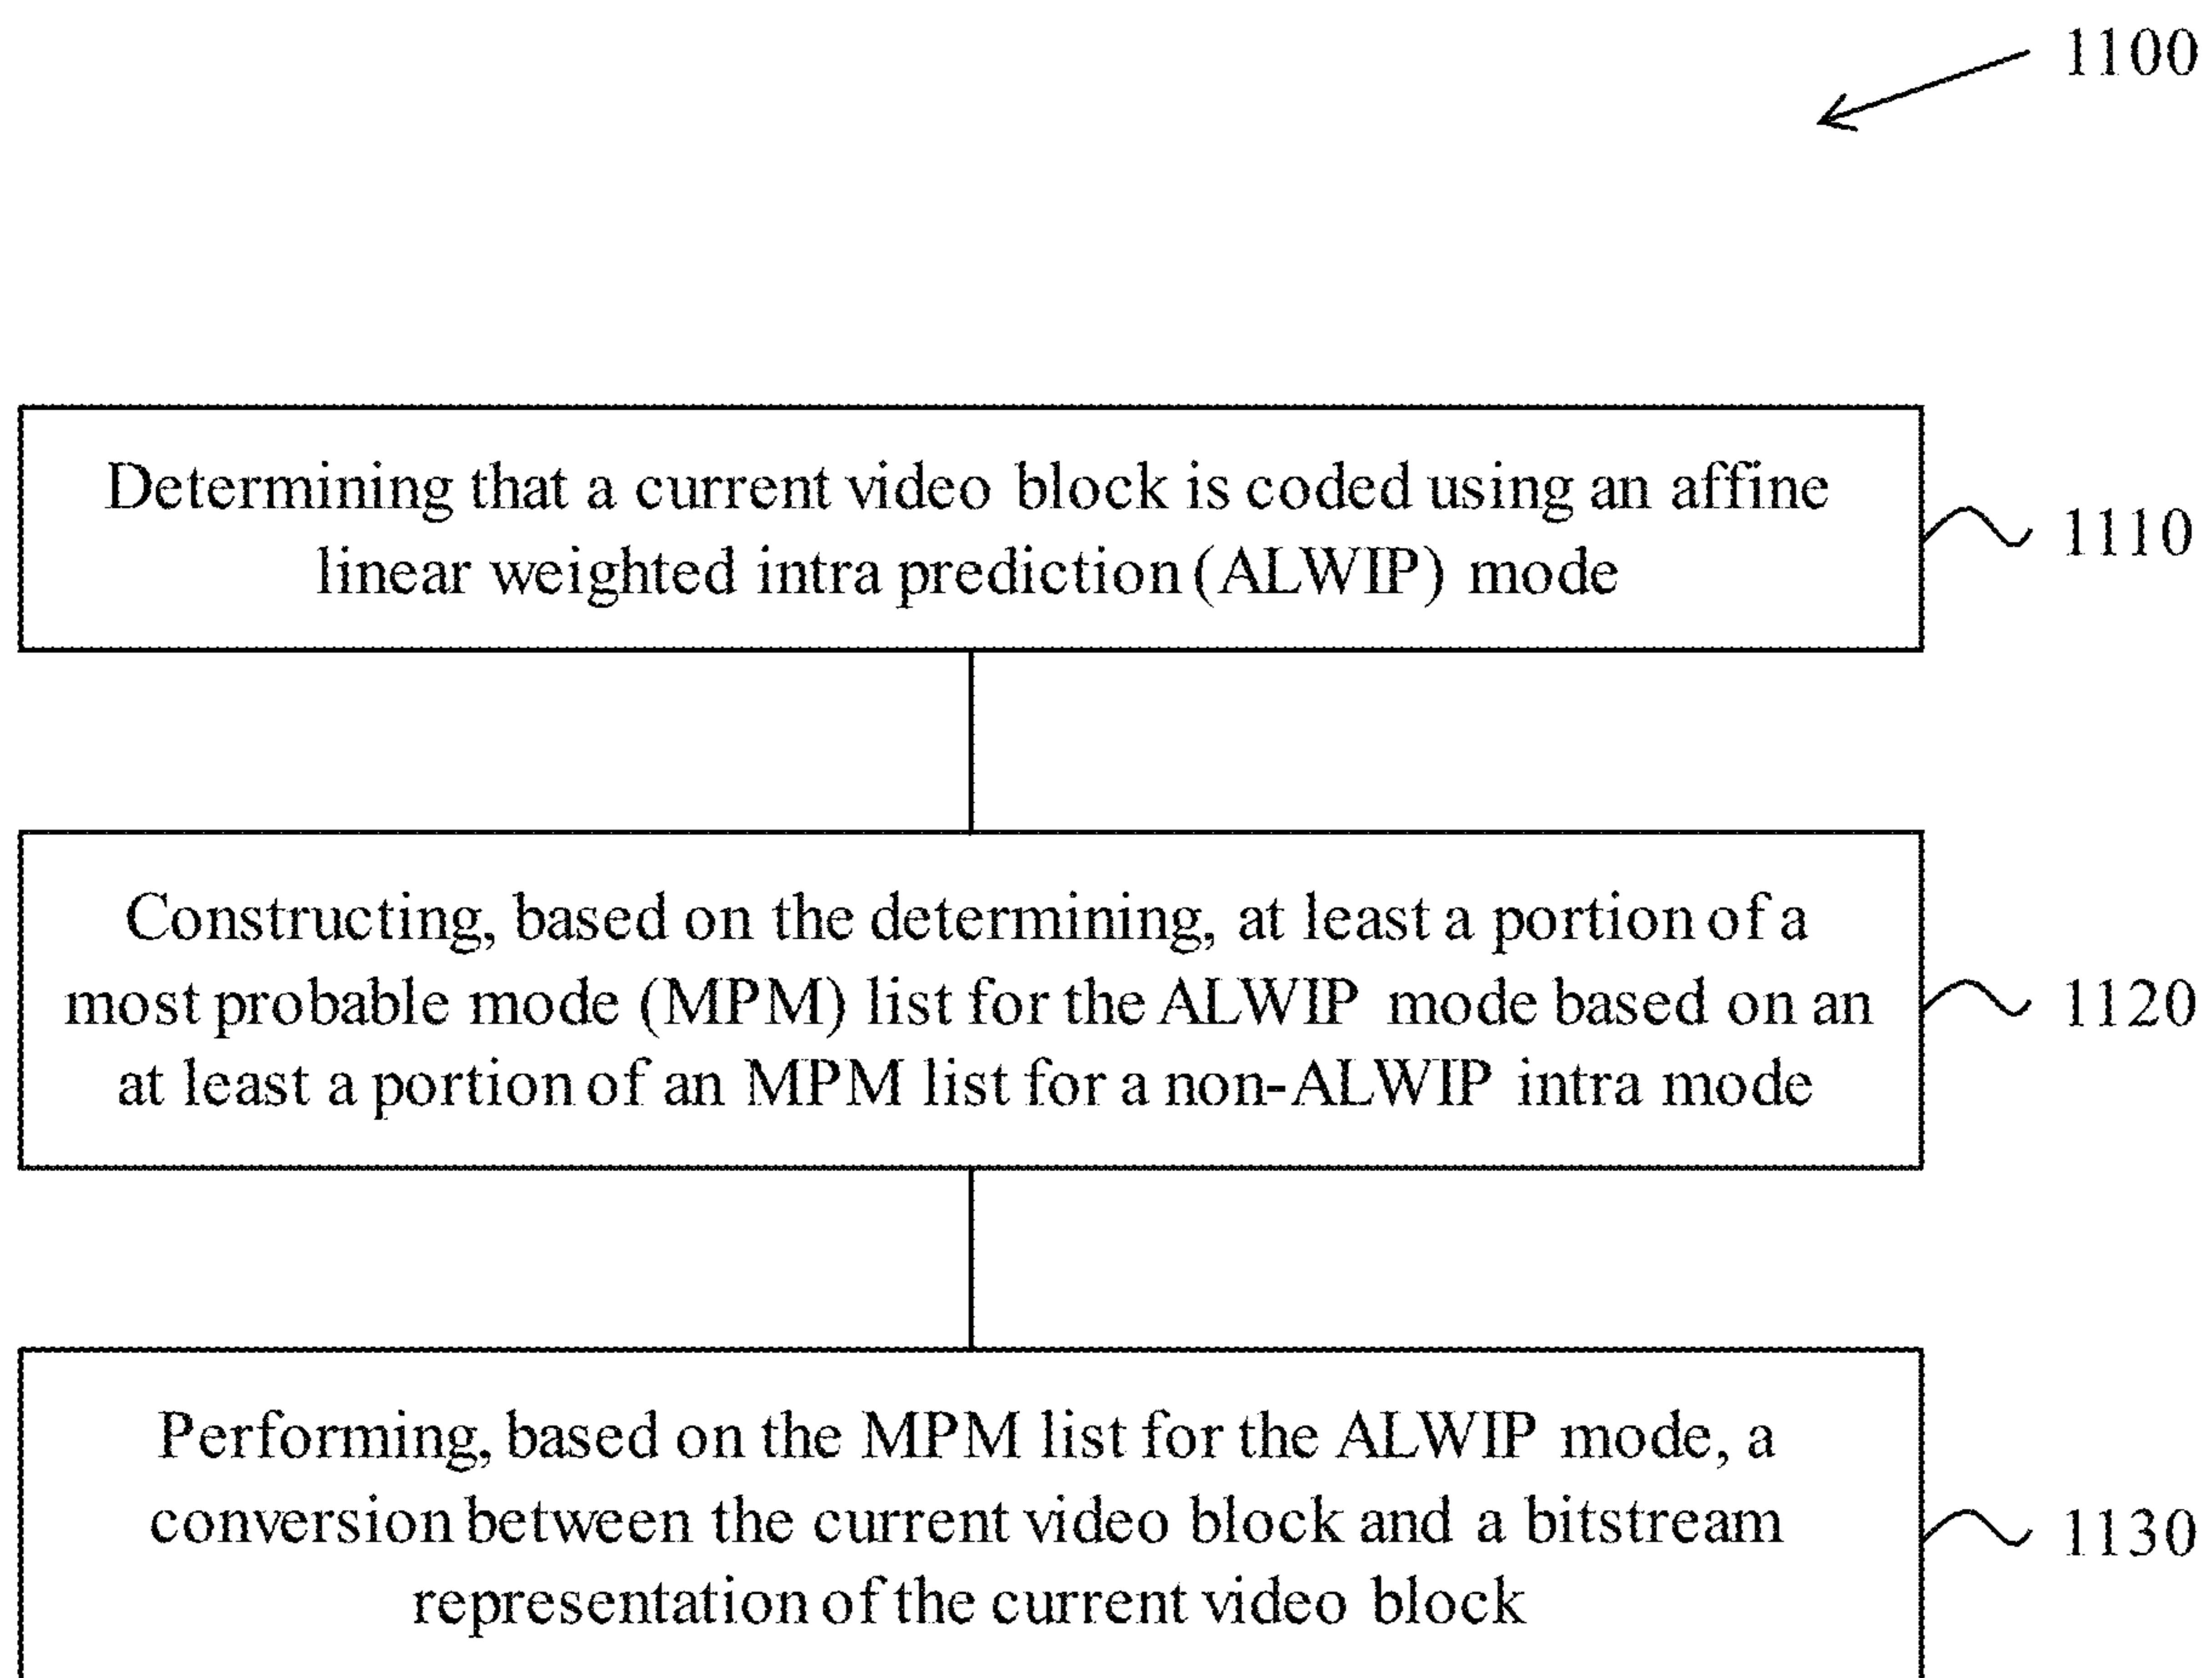 1100
Determining that a current video block is coded using an affine
linear weighted intra prediction (ALWIP) mode
1110
Constructing, based on the determining, at least a portion of a
most probable mode (MPM) list for the ALWIP mode based on an
at least a portion of an MPM list for a non-ALWIP intra mode
1120
Performing, based on the MPM list for the ALWIP mode, a
conversion between the current video block and a bitstream
representation of the current video block
1130